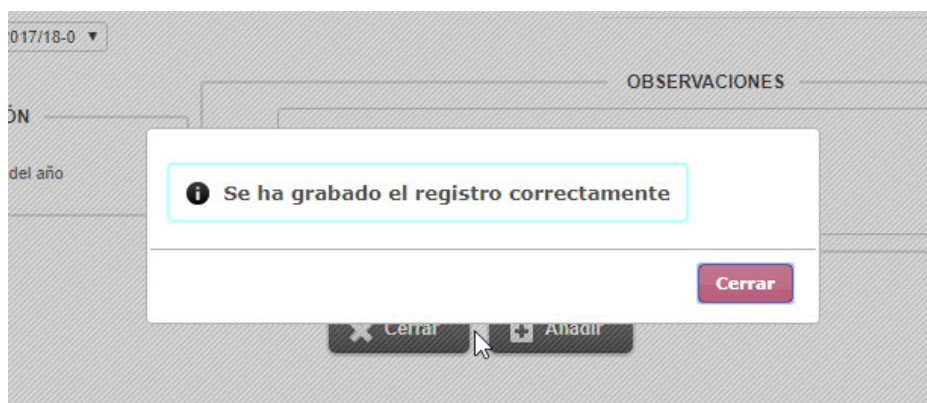 2017/18-0
OBSERVACIONES
ÓN
del año
Se ha grabado el registro correctamente
Cerrar
Cerrar
Añadir